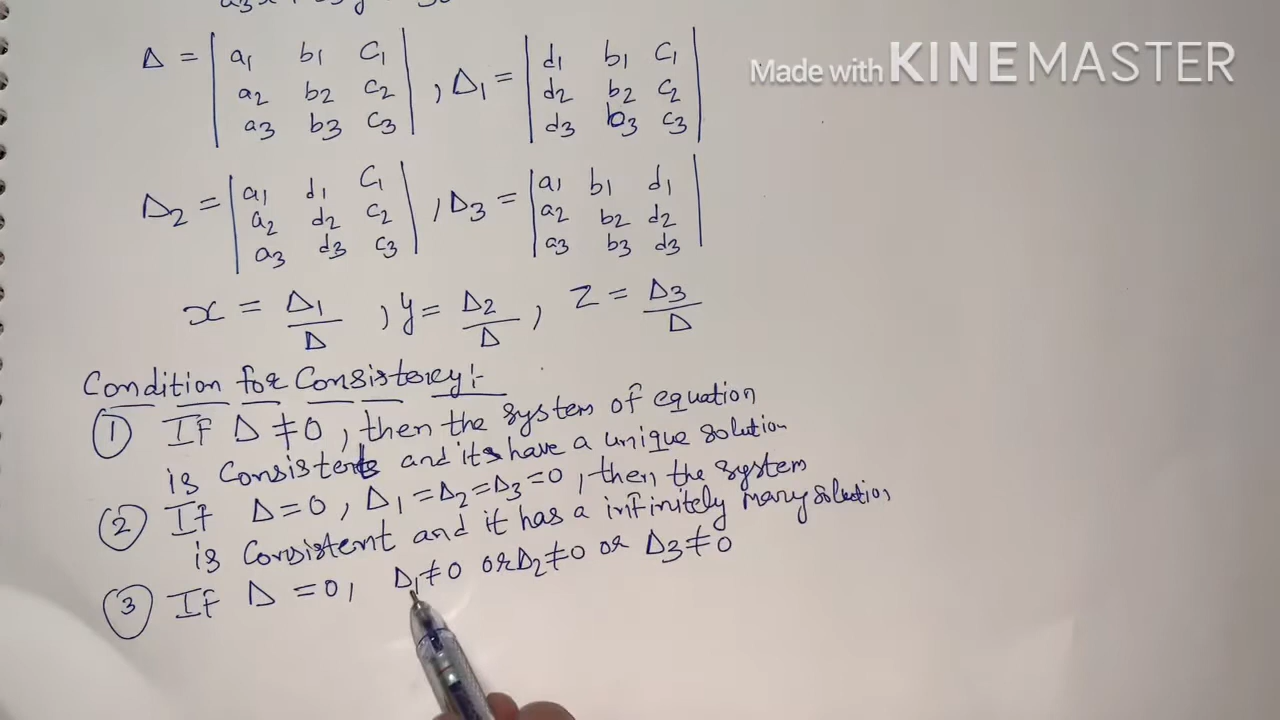 Made with KINEMASTER
Δ = | a1 b1 c1 | , Δ1 = | d1 b1 c1 |
a2 b2 c2 d2 b2 c2
a3 b3 c3 d3 b3 c3
Δ2 = | a1 d1 c1 | , Δ3 = | a1 b1 d1 |
a2 d2 c2 a2 b2 d2
a3 d3 c3 a3 b3 d3
x = Δ1/Δ , y = Δ2/Δ , z = Δ3/Δ
Condition for Consistency :-
① If Δ ≠ 0 , then the system of equation
is consistent and its have a unique solution
② If Δ = 0 , Δ1 = Δ2 = Δ3 = 0 , then the system
is consistent and it has a infinitely many solution
③ If Δ = 0 , Δ1 ≠ 0 or Δ2 ≠ 0 or Δ3 ≠ 0